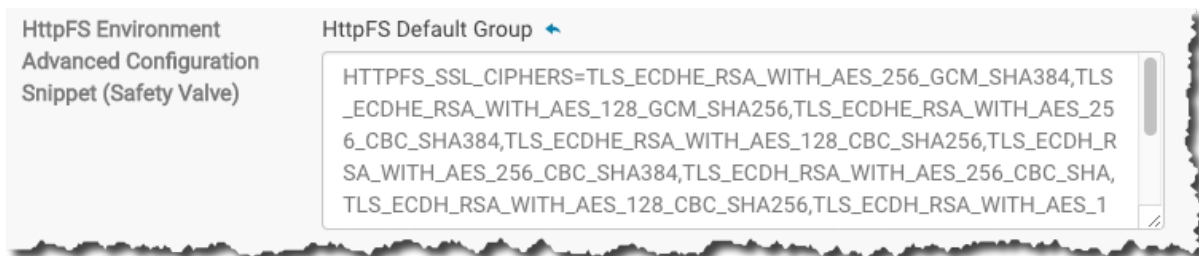 HttpFS Environment
Advanced Configuration
Snippet (Safety Valve)
HttpFS Default Group
HTTPFS_SSL_CIPHERS=TLS_ECDHE_RSA_WITH_AES_256_GCM_SHA384,TLS
_ECDHE_RSA_WITH_AES_128_GCM_SHA256,TLS_ECDHE_RSA_WITH_AES_25
6_CBC_SHA384,TLS_ECDHE_RSA_WITH_AES_128_CBC_SHA256,TLS_ECDH_R
SA_WITH_AES_256_CBC_SHA384,TLS_ECDH_RSA_WITH_AES_256_CBC_SHA,
TLS_ECDH_RSA_WITH_AES_128_CBC_SHA256,TLS_ECDH_RSA_WITH_AES_1